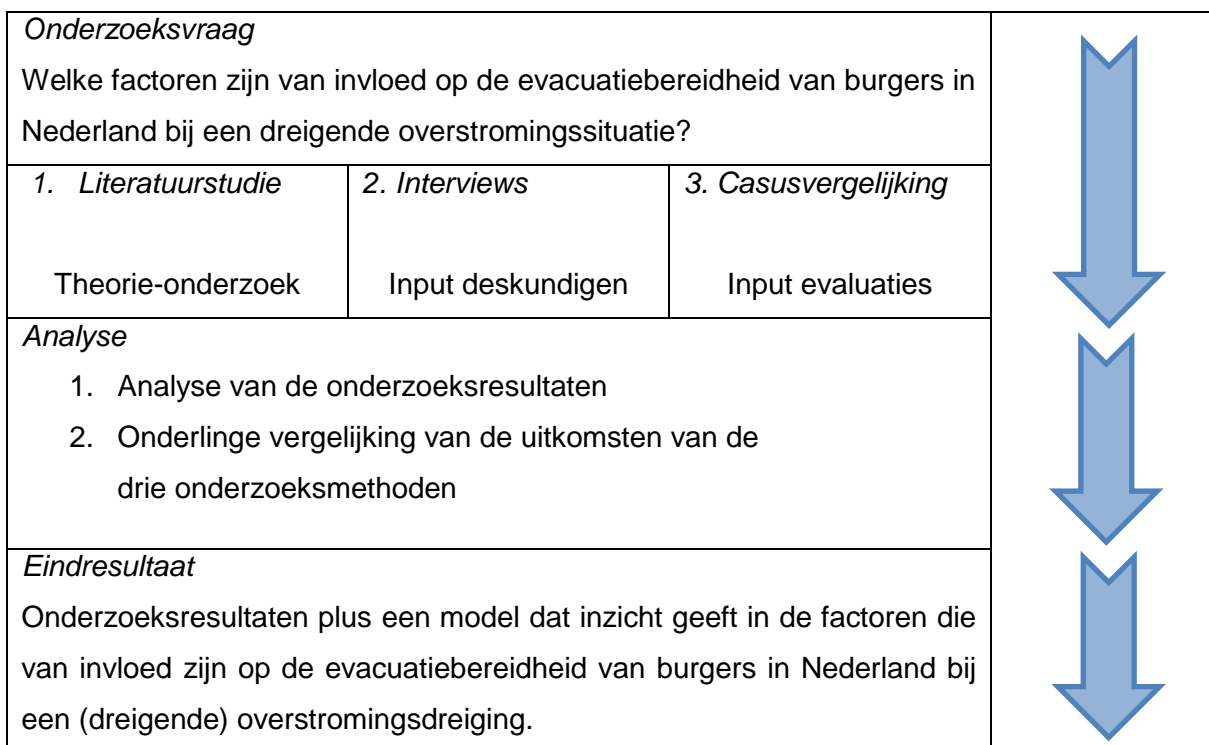 Onderzoeksvraag
Welke factoren zijn van invloed op de evacuatiebereidheid van burgers in
Nederland bij een dreigende overstromingssituatie?
1. Literatuurstudie
Theorie-onderzoek
2. Interviews
Input deskundigen
3. Casusvergelijking
Input evaluaties
Analyse
1. Analyse van de onderzoeksresultaten
2. Onderlinge vergelijking van de uitkomsten van de
drie onderzoeksmethoden
Eindresultaat
Onderzoeksresultaten plus een model dat inzicht geeft in de factoren die
van invloed zijn op de evacuatiebereidheid van burgers in Nederland bij
een (dreigende) overstromingsdreiging.